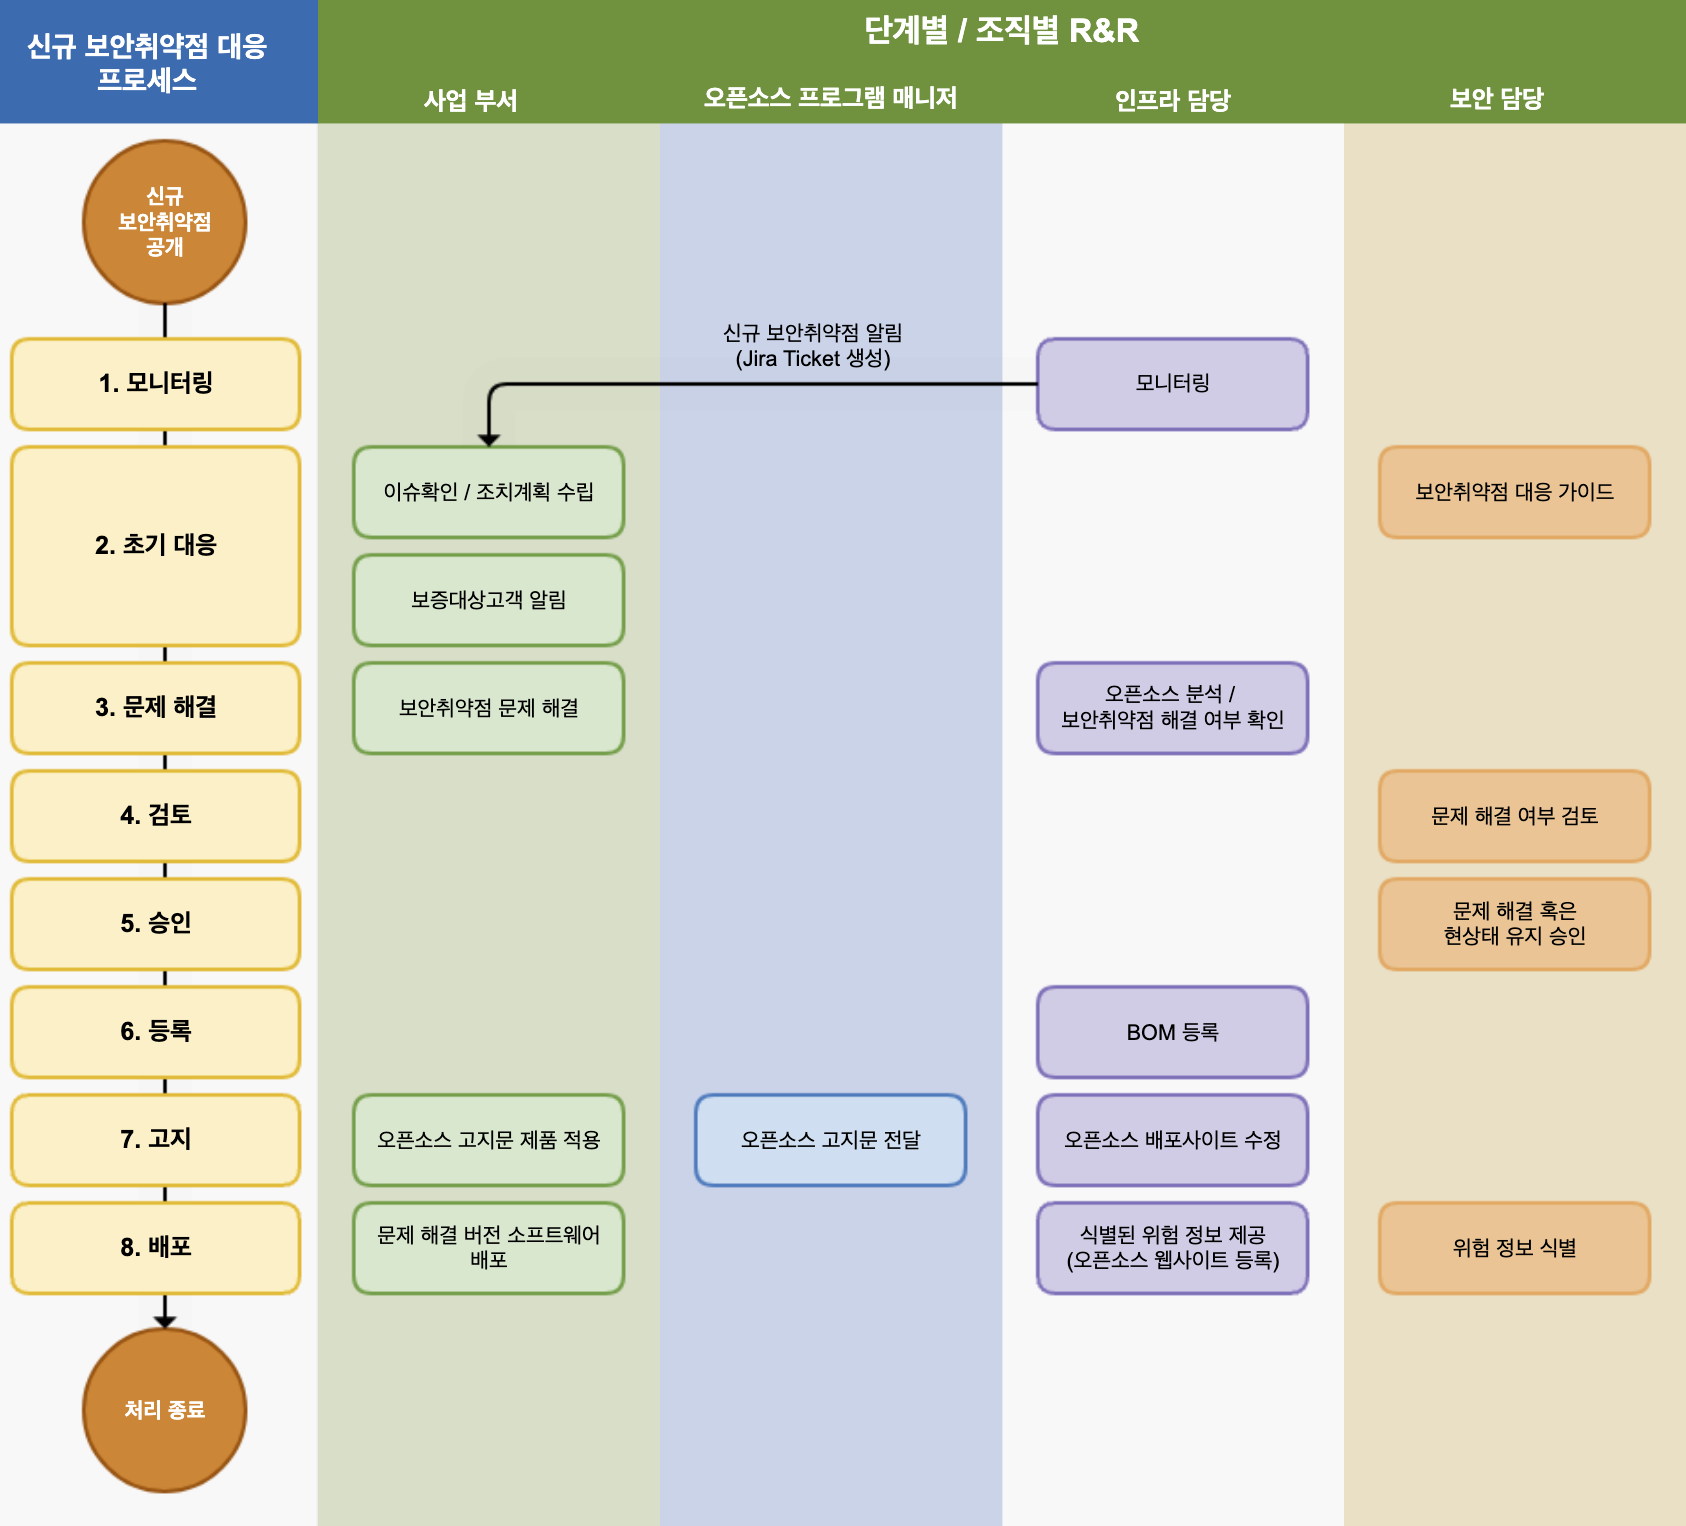 신규 보안취약점 대응
프로세스
단계별 / 조직별 R&R
사업 부서
오픈소스 프로그램 매니저
인프라 담당
보안 담당
신규
보안취약점
공개
신규 보안취약점 알림
(Jira Ticket 생성)
1. 모니터링
모니터링
2. 초기 대응
이슈확인 / 조치계획 수립
보안취약점 대응 가이드
보증대상고객 알림
3. 문제 해결
보안취약점 문제 해결
오픈소스 분석 /
보안취약점 해결 여부 확인
4. 검토
문제 해결 여부 검토
5. 승인
문제 해결 혹은
현상태 유지 승인
6. 등록
BOM 등록
7. 고지
오픈소스 고지문 제품 적용
오픈소스 고지문 전달
오픈소스 배포사이트 수정
8. 배포
문제 해결 버전 소프트웨어
배포
식별된 위험 정보 제공
(오픈소스 웹사이트 등록)
위험 정보 식별
처리 종료